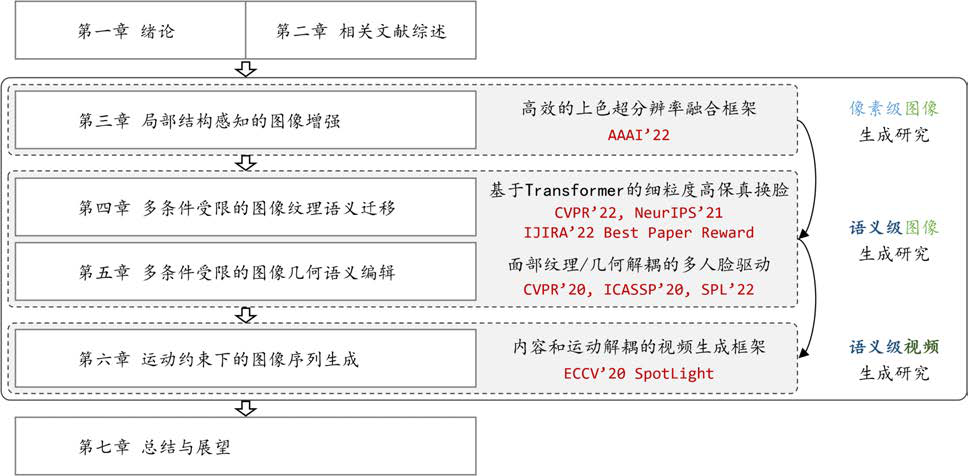 第一章 绪论
第二章 相关文献综述
第三章 局部结构感知的图像增强
高效的上色超分辨率融合框架
AAAI'22
像素级图像
生成研究
第四章 多条件受限的图像纹理语义迁移
基于Transformer的细粒度高保真换脸
CVPR'22, NeurIPS'21
IJIRA'22 Best Paper Reward
语义级图像
生成研究
第五章 多条件受限的图像几何语义编辑
面部纹理/几何解耦的多人脸驱动
CVPR'20, ICASSP'20, SPL'22
第六章 运动约束下的图像序列生成
内容和运动解耦的视频生成框架
ECCV'20 SpotLight
语义级视频
生成研究
第七章 总结与展望